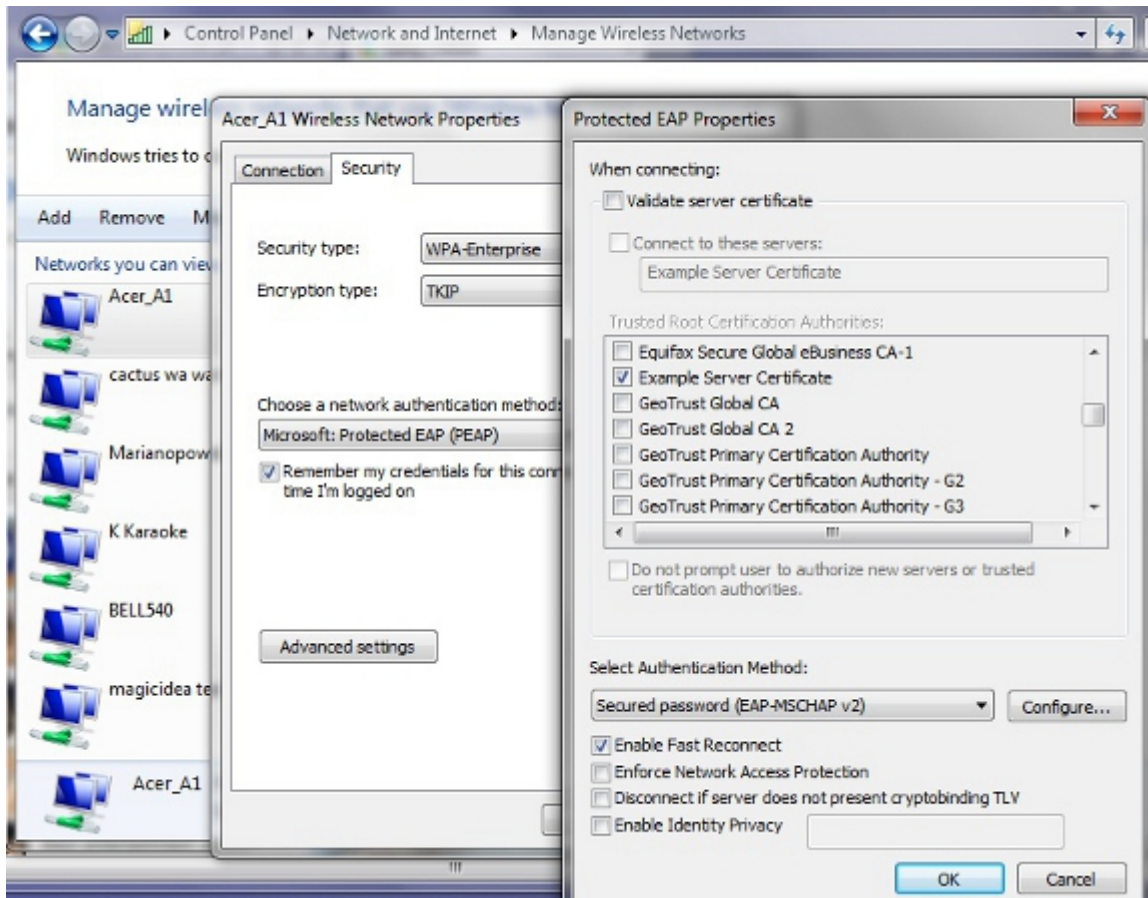 Control Panel ▸ Network and Internet ▸ Manage Wireless Networks
Manage wirel
Windows tries to c
Add Remove M
Networks you can view
Acer_A1
cactus wa wa
Marianopow
K Karaoke
BELL540
magicidea te
Acer_A1
Acer_A1 Wireless Network Properties
Connection Security
Security type: WPA-Enterprise
Encryption type: TKIP
Choose a network authentication method:
Microsoft: Protected EAP (PEAP)
Remember my credentials for this conn
time I'm logged on
Advanced settings
Protected EAP Properties
When connecting:
Validate server certificate
Connect to these servers:
Example Server Certificate
Trusted Root Certification Authorities:
Equifax Secure Global eBusiness CA-1
Example Server Certificate
GeoTrust Global CA
GeoTrust Global CA 2
GeoTrust Primary Certification Authority
GeoTrust Primary Certification Authority - G2
GeoTrust Primary Certification Authority - G3
Do not prompt user to authorize new servers or trusted
certification authorities.
Select Authentication Method:
Secured password (EAP-MSCHAP v2) Configure...
Enable Fast Reconnect
Enforce Network Access Protection
Disconnect if server does not present cryptobinding TLV
Enable Identity Privacy
OK Cancel